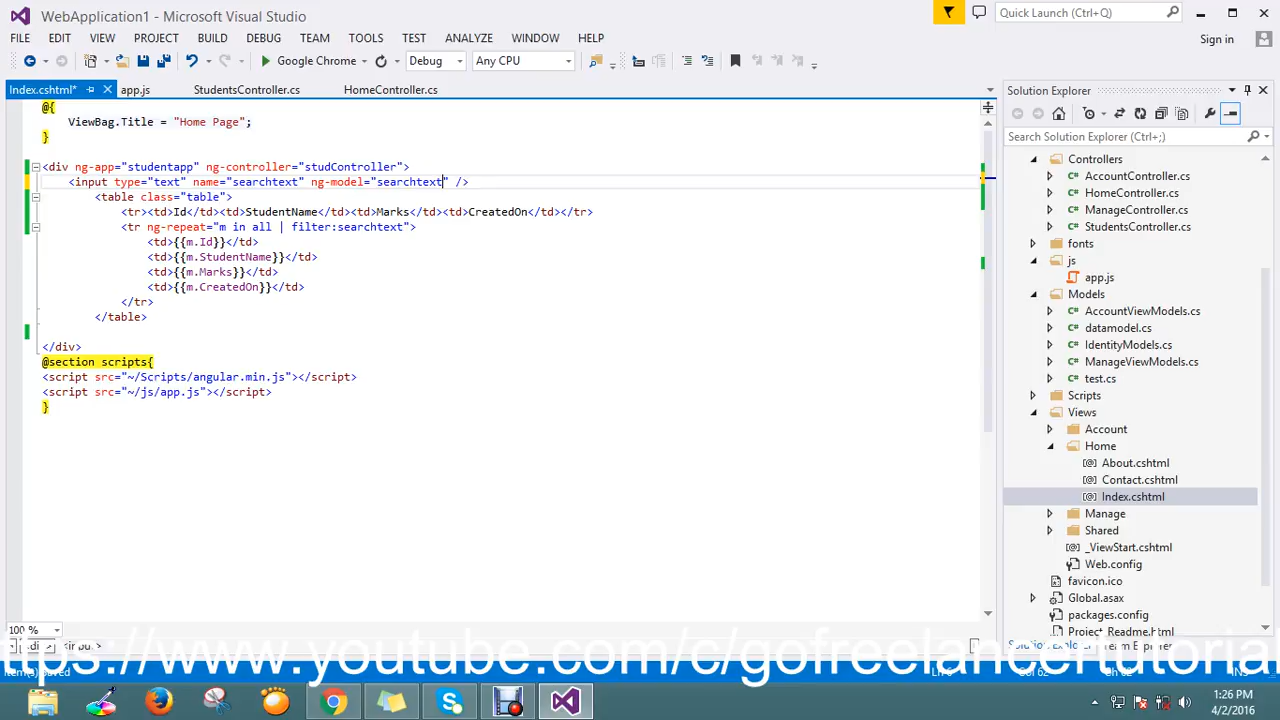 WebApplication1 - Microsoft Visual Studio
Quick Launch (Ctrl+Q)
FILE EDIT VIEW PROJECT BUILD DEBUG TEAM TOOLS TEST ANALYZE WINDOW HELP
Sign in
Google Chrome Debug Any CPU
Index.cshtml* app.js StudentsController.cs HomeController.cs
@{
ViewBag.Title = "Home Page";
}
<div ng-app="studentapp" ng-controller="studController">
<input type="text" name="searchtext" ng-model="searchtext" />
<table class="table">
<tr><td>Id</td><td>StudentName</td><td>Marks</td><td>CreatedOn</td></tr>
<tr ng-repeat="m in all | filter:searchtext">
<td>{{m.Id}}</td>
<td>{{m.StudentName}}</td>
<td>{{m.Marks}}</td>
<td>{{m.CreatedOn}}</td>
</tr>
</table>
</div>
@section scripts{
<script src="~/Scripts/angular.min.js"></script>
<script src="~/js/app.js"></script>
}
100 %
Solution Explorer
Search Solution Explorer (Ctrl+;)
Controllers
AccountController.cs
HomeController.cs
ManageController.cs
StudentsController.cs
fonts
js
app.js
Models
AccountViewModels.cs
datamodel.cs
IdentityModels.cs
ManageViewModels.cs
test.cs
Scripts
Views
Account
Home
About.cshtml
Contact.cshtml
Index.cshtml
Manage
Shared
_ViewStart.cshtml
Web.config
favicon.ico
Global.asax
packages.config
Project_Readme.html
ttps://www.youtube.com/c/gofreelancertutorial
1:26 PM
4/2/2016